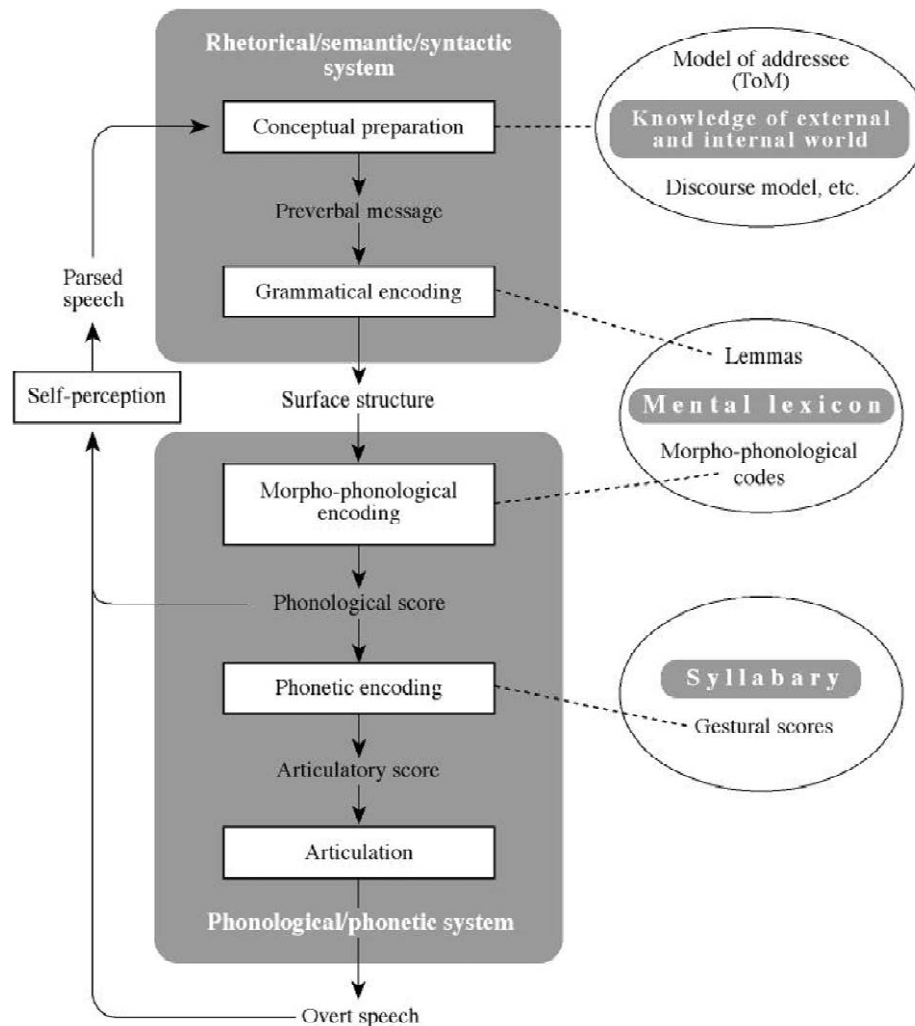 Rhetorical/semantic/syntactic
system
Conceptual preparation
Preverbal message
Grammatical encoding
Surface structure
Morpho-phonological
encoding
Phonological score
Phonetic encoding
Articulatory score
Articulation
Phonological/phonetic system
Overt speech
Parsed
speech
Self-perception
Model of addressee
(ToM)
Knowledge of external
and internal world
Discourse model, etc.
Lemmas
Mental lexicon
Morpho-phonological
codes
Syllabary
Gestural scores